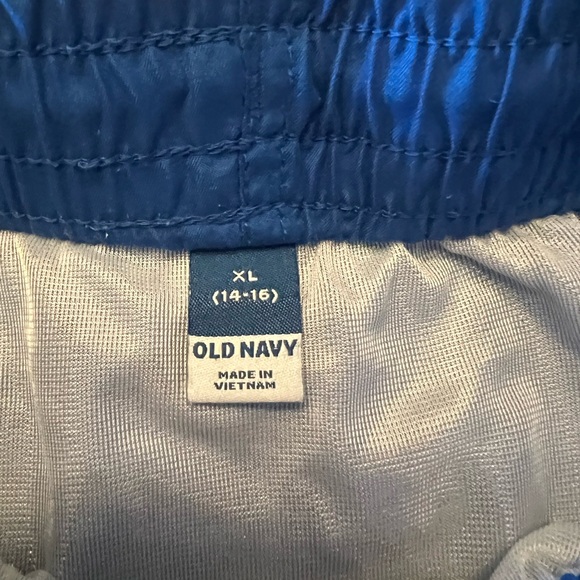 XL
(14-16)
OLD NAVY
MADE IN
VIETNAM